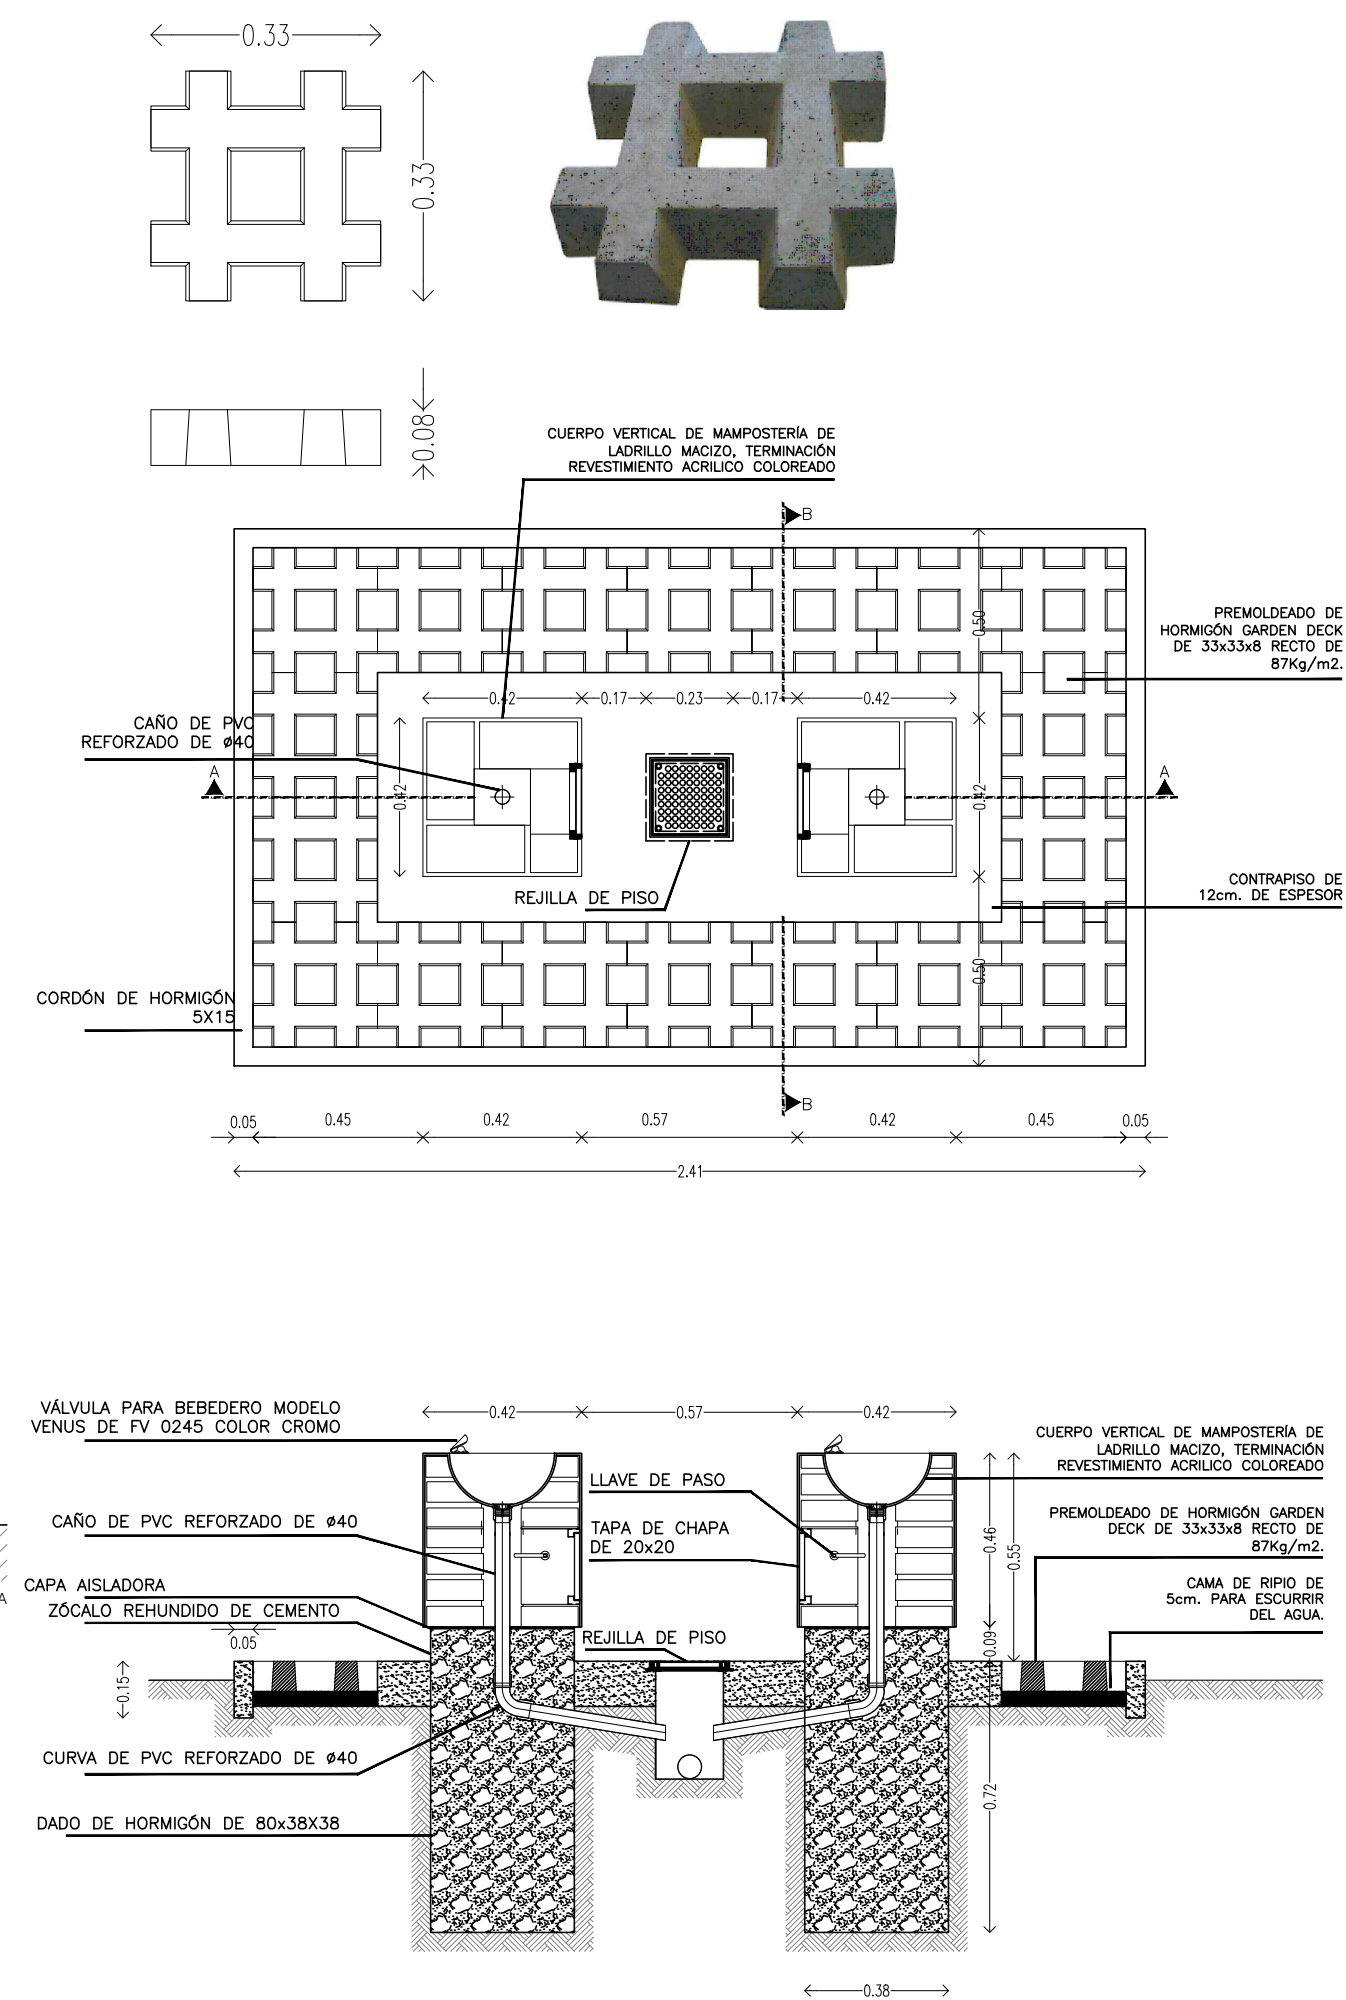 0.33
0.33
0.08
CUERPO VERTICAL DE MAMPOSTERÍA DE
LADRILLO MACIZO, TERMINACIÓN
REVESTIMIENTO ACRILICO COLOREADO
B
0.50
PREMOLDEADO DE
HORMIGÓN GARDEN DECK
DE 33x33x8 RECTO DE
87Kg/m2.
0.42
0.17
0.23
0.17
0.42
CAÑO DE PVC
REFORZADO DE ø40
A
A
0.42
0.42
REJILLA DE PISO
CONTRAPISO DE
12cm. DE ESPESOR
0.50
CORDÓN DE HORMIGÓN
5X15
B
0.05
0.45
0.42
0.57
0.42
0.45
0.05
2.41
VÁLVULA PARA BEBEDERO MODELO
VENUS DE FV 0245 COLOR CROMO
0.42
0.57
0.42
CUERPO VERTICAL DE MAMPOSTERÍA DE
LADRILLO MACIZO, TERMINACIÓN
REVESTIMIENTO ACRILICO COLOREADO
LLAVE DE PASO
CAÑO DE PVC REFORZADO DE ø40
TAPA DE CHAPA
DE 20x20
0.46
0.55
PREMOLDEADO DE HORMIGÓN GARDEN
DECK DE 33x33x8 RECTO DE
87Kg/m2.
A
CAPA AISLADORA
ZÓCALO REHUNDIDO DE CEMENTO
CAMA DE RIPIO DE
5cm. PARA ESCURRIR
DEL AGUA.
0.05
REJILLA DE PISO
0.09
0.15
CURVA DE PVC REFORZADO DE ø40
0.72
DADO DE HORMIGÓN DE 80x38X38
0.38